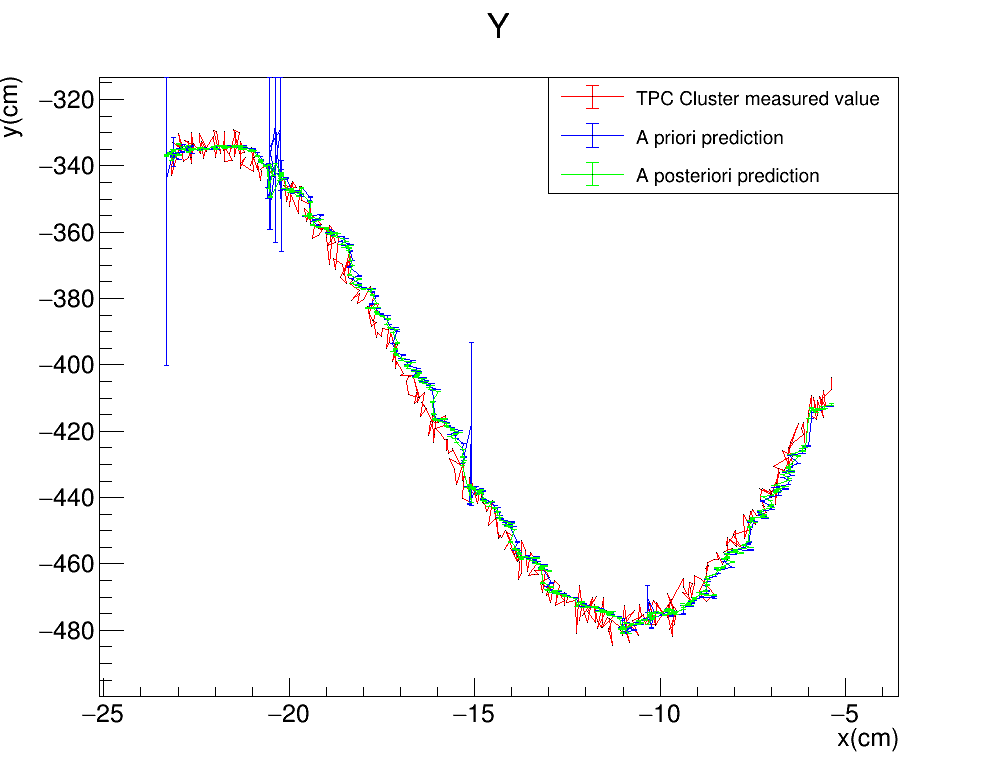 Y
y(cm)
−320
−340
−360
−380
−400
−420
−440
−460
−480
TPC Cluster measured value
A priori prediction
A posteriori prediction
−25
−20
−15
−10
−5
x(cm)